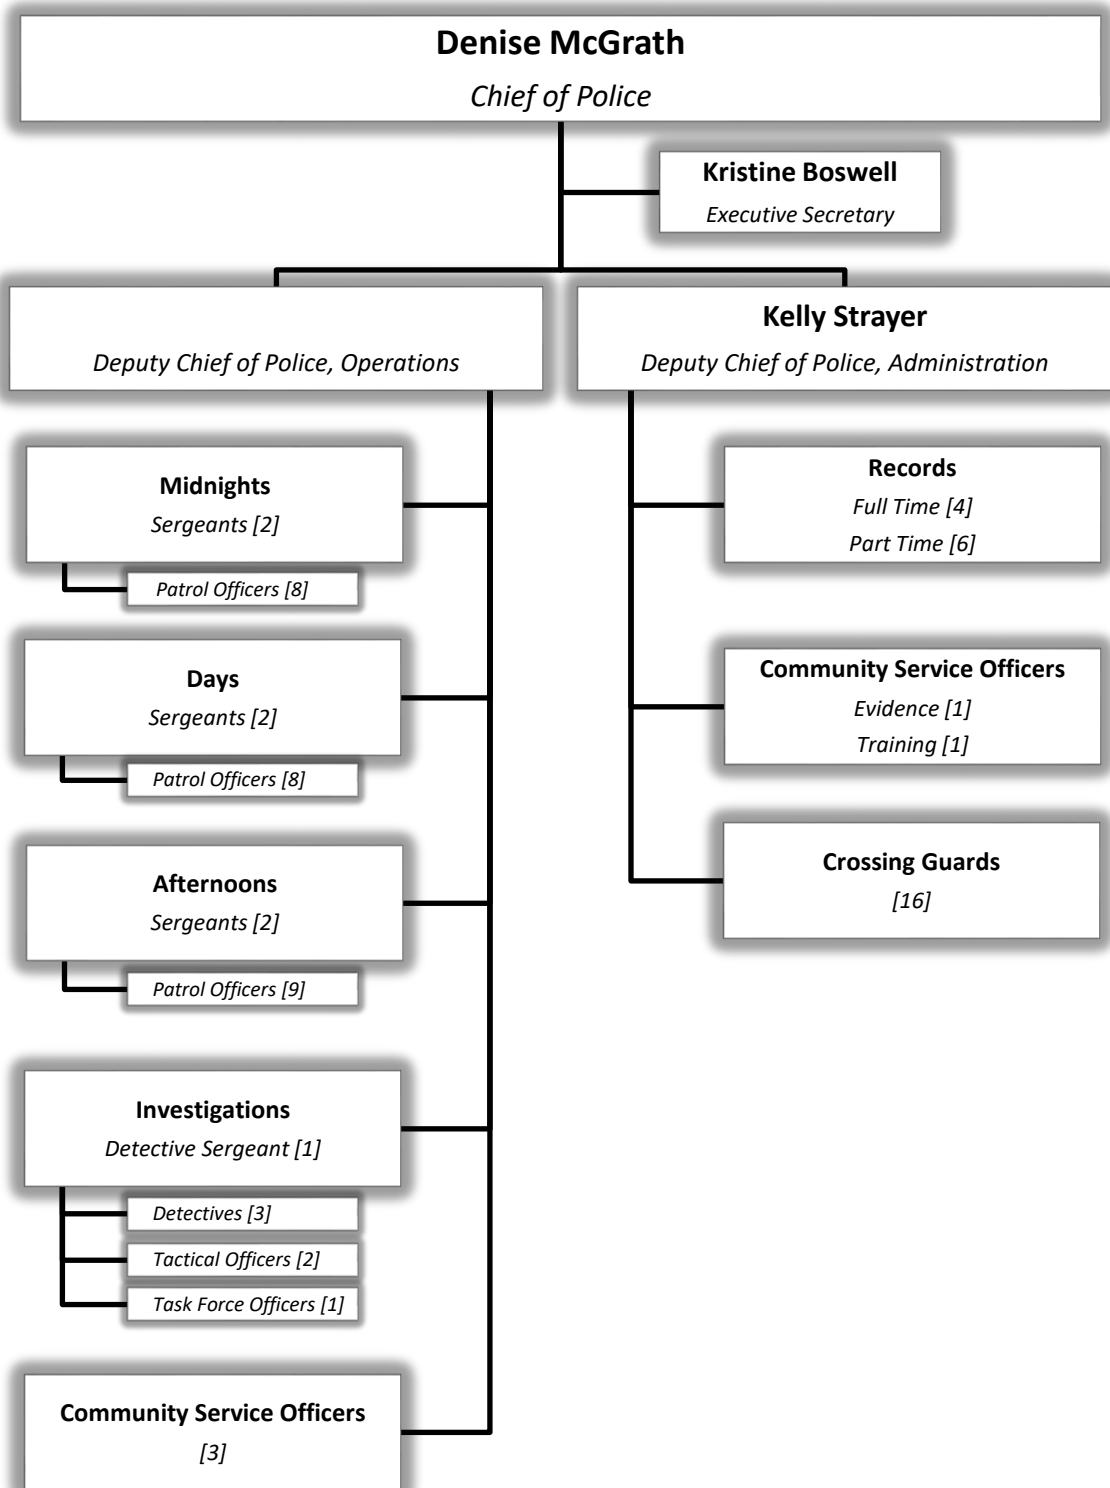 Denise McGrath
Chief of Police
Kristine Boswell
Executive Secretary
Deputy Chief of Police, Operations
Kelly Strayer
Deputy Chief of Police, Administration
Midnights
Sergeants [2]
Patrol Officers [8]
Days
Sergeants [2]
Patrol Officers [8]
Afternoons
Sergeants [2]
Patrol Officers [9]
Investigations
Detective Sergeant [1]
Detectives [3]
Tactical Officers [2]
Task Force Officers [1]
Community Service Officers
[3]
Records
Full Time [4]
Part Time [6]
Community Service Officers
Evidence [1]
Training [1]
Crossing Guards
[16]